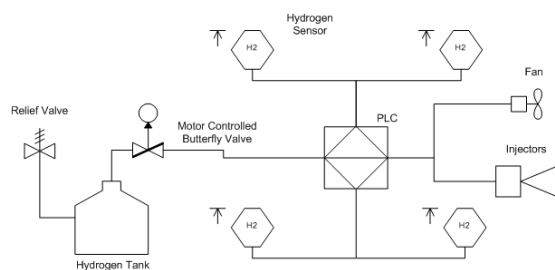 Hydrogen
Sensor
H2
H2
Fan
Relief Valve
Motor Controlled
Butterfly Valve
PLC
Injectors
H2
H2
Hydrogen Tank